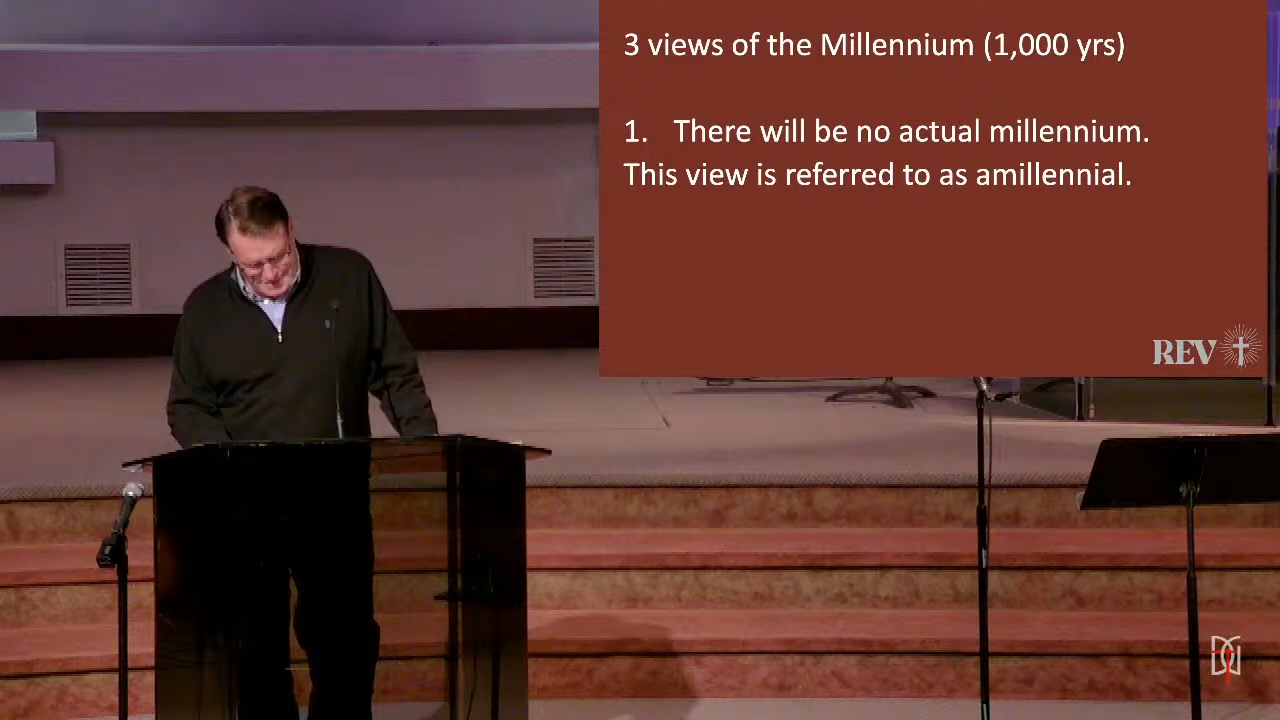 3 views of the Millennium (1,000 yrs)
1. There will be no actual millennium.
This view is referred to as amillennial.
REV